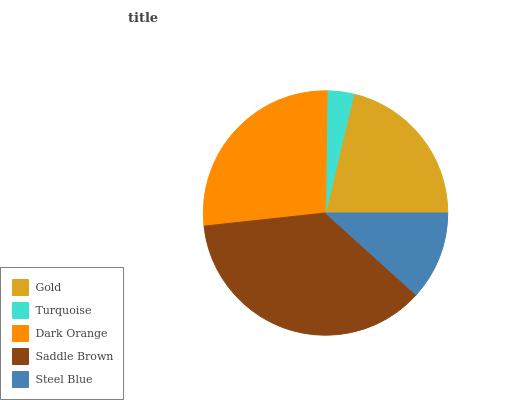 title
Gold
Turquoise
Dark Orange
Saddle Brown
Steel Blue